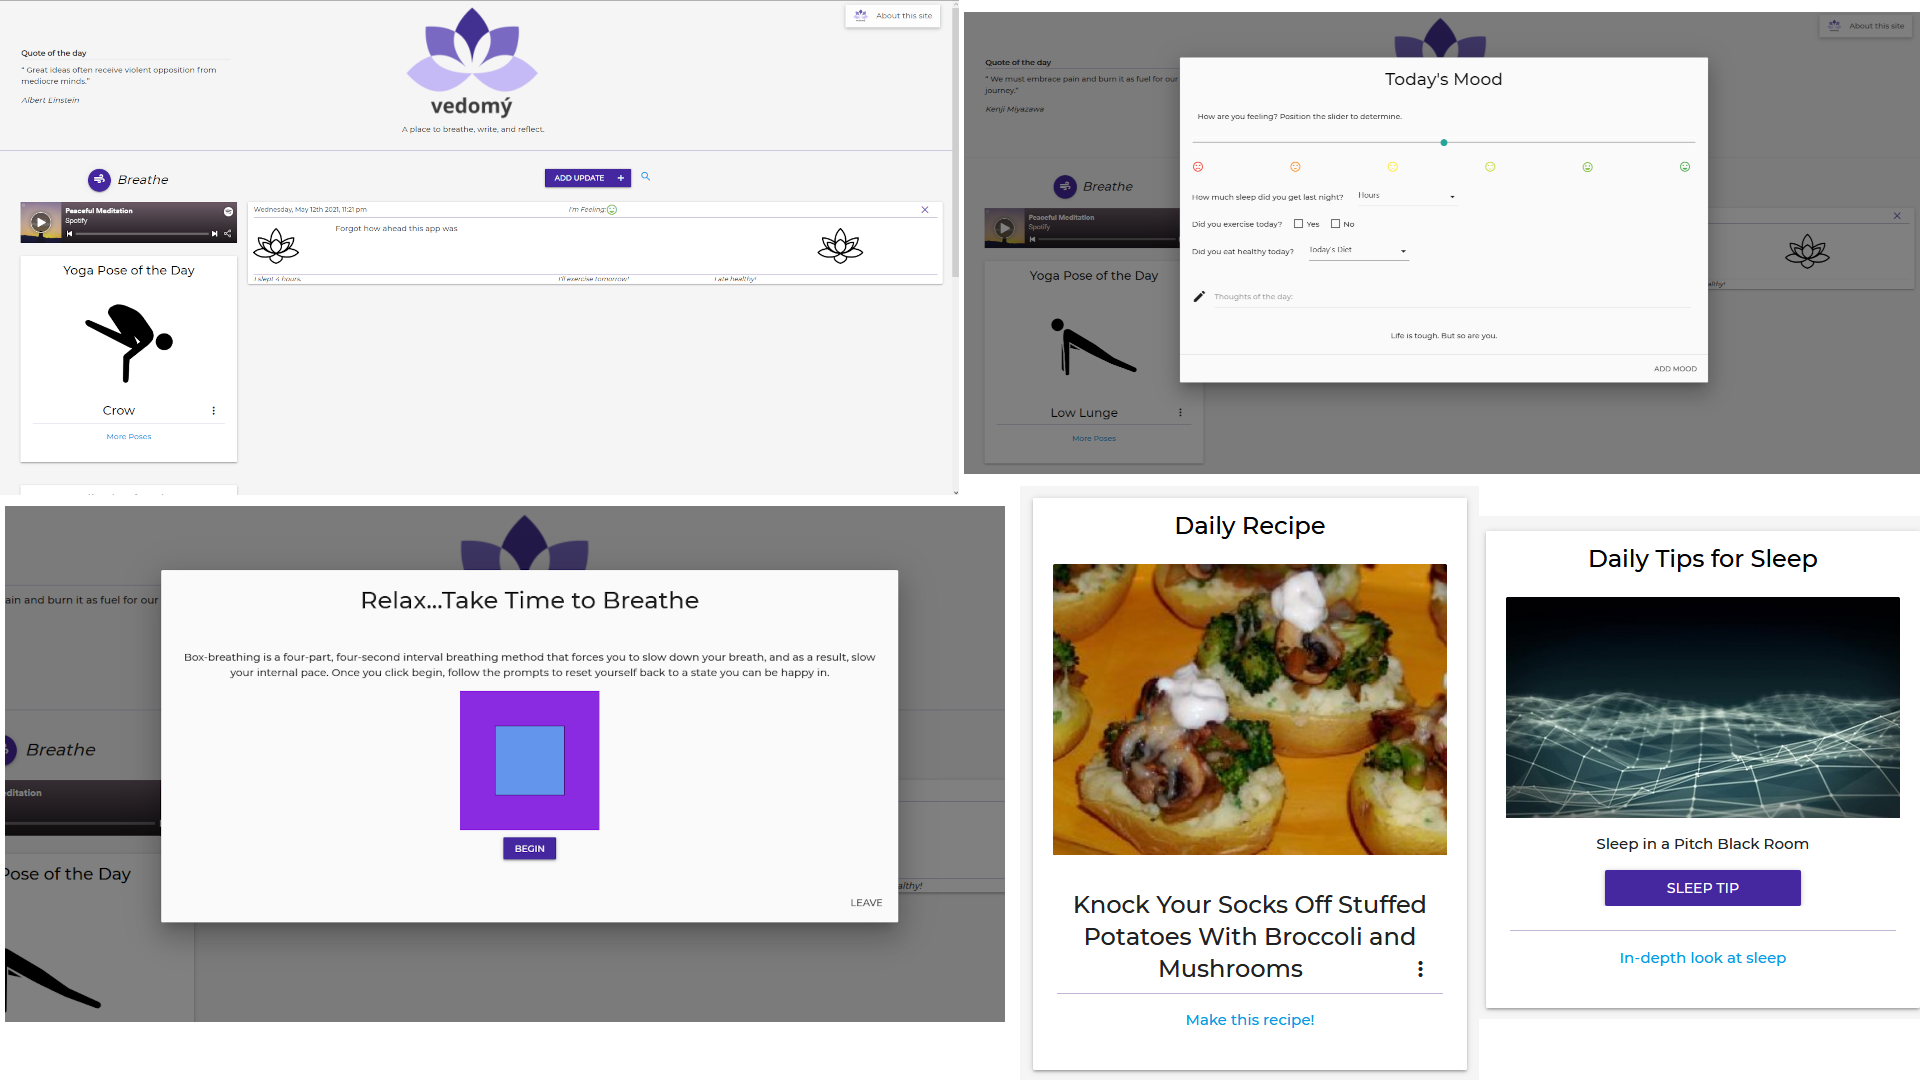 About this site
Quote of the day
“ Great ideas often receive violent opposition from
mediocre minds.”
Albert Einstein
vedomý
A place to breathe, write, and reflect.
Breathe
ADD UPDATE +
Peaceful Meditation
Spotify
Wednesday, May 12th 2021, 11:21 pm
I'm Feeling:
Forgot how ahead this app was
I slept 4 hours.
I'll exercise tomorrow!
I ate healthy!
Yoga Pose of the Day
Crow
More Poses
About this site
Quote of the day
“ We must embrace pain and burn it as fuel for our
journey.”
Kenji Miyazawa
Breathe
Peaceful Meditation
Spotify
Yoga Pose of the Day
Low Lunge
More Poses
althy!
Today's Mood
How are you feeling? Position the slider to determine.
How much sleep did you get last night? Hours
Did you exercise today? Yes No
Did you eat healthy today? Today's Diet
Thoughts of the day:
Life is tough. But so are you.
ADD MOOD
ain and burn it as fuel for our
Breathe
editation
Pose of the Day
althy!
Relax...Take Time to Breathe
Box-breathing is a four-part, four-second interval breathing method that forces you to slow down your breath, and as a result, slow
your internal pace. Once you click begin, follow the prompts to reset yourself back to a state you can be happy in.
BEGIN
LEAVE
Daily Recipe
Knock Your Socks Off Stuffed
Potatoes With Broccoli and
Mushrooms
Make this recipe!
Daily Tips for Sleep
Sleep in a Pitch Black Room
SLEEP TIP
In-depth look at sleep